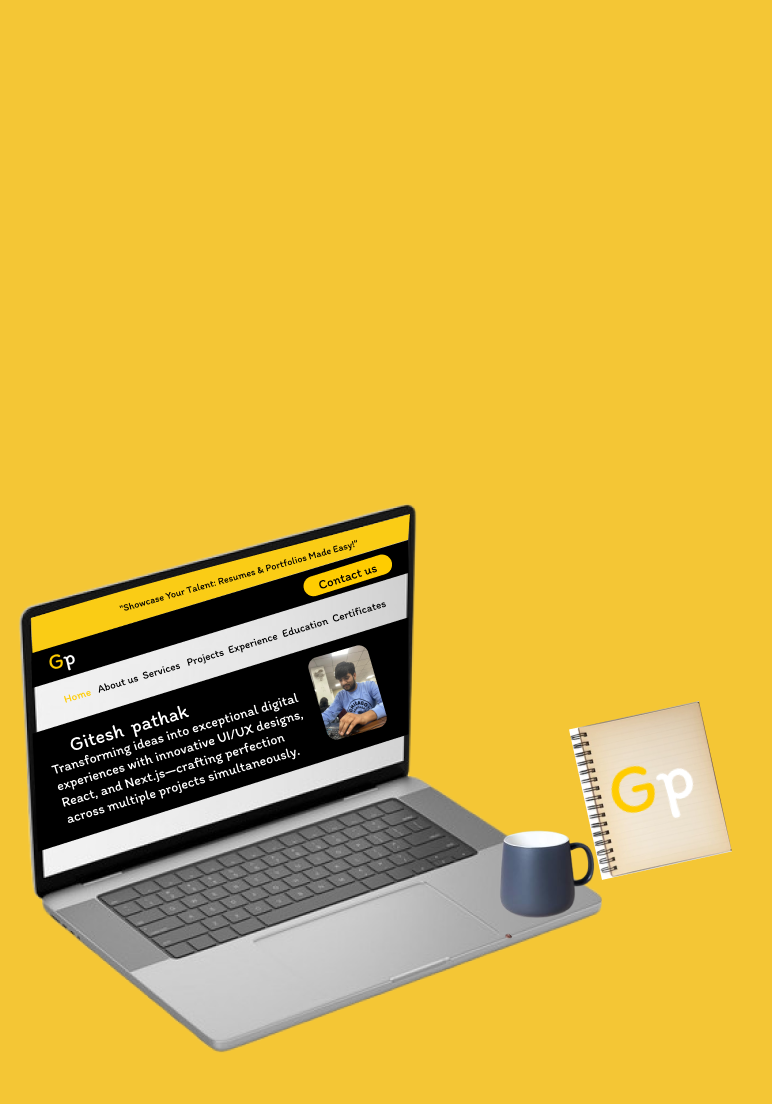 "Showcase Your Talent: Resumes & Portfolios Made Easy!"
Contact us
Gp
Home About us Services Projects Experience Education Certificates
Gitesh pathak
Transforming ideas into exceptional digital
experiences with innovative UI/UX designs,
React, and Next.js—crafting perfection
across multiple projects simultaneously.
Gp